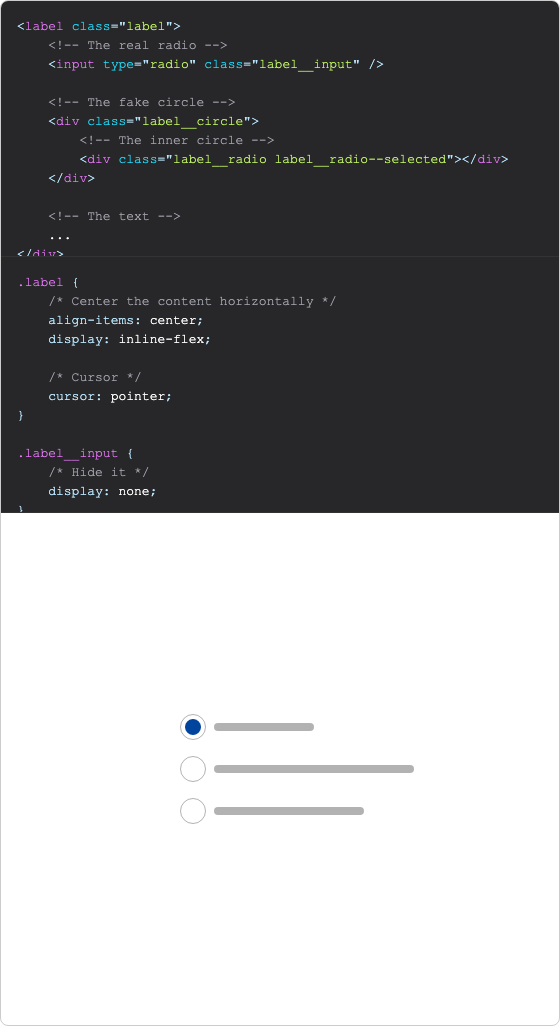 <label class="label">
<!-- The real radio -->
<input type="radio" class="label__input" />
<!-- The fake circle -->
<div class="label__circle">
<!-- The inner circle -->
<div class="label__radio label__radio--selected"></div>
</div>
<!-- The text -->
...
</div>
.label {
/* Center the content horizontally */
align-items: center;
display: inline-flex;
/* Cursor */
cursor: pointer;
}
.label__input {
/* Hide it */
display: none;
}